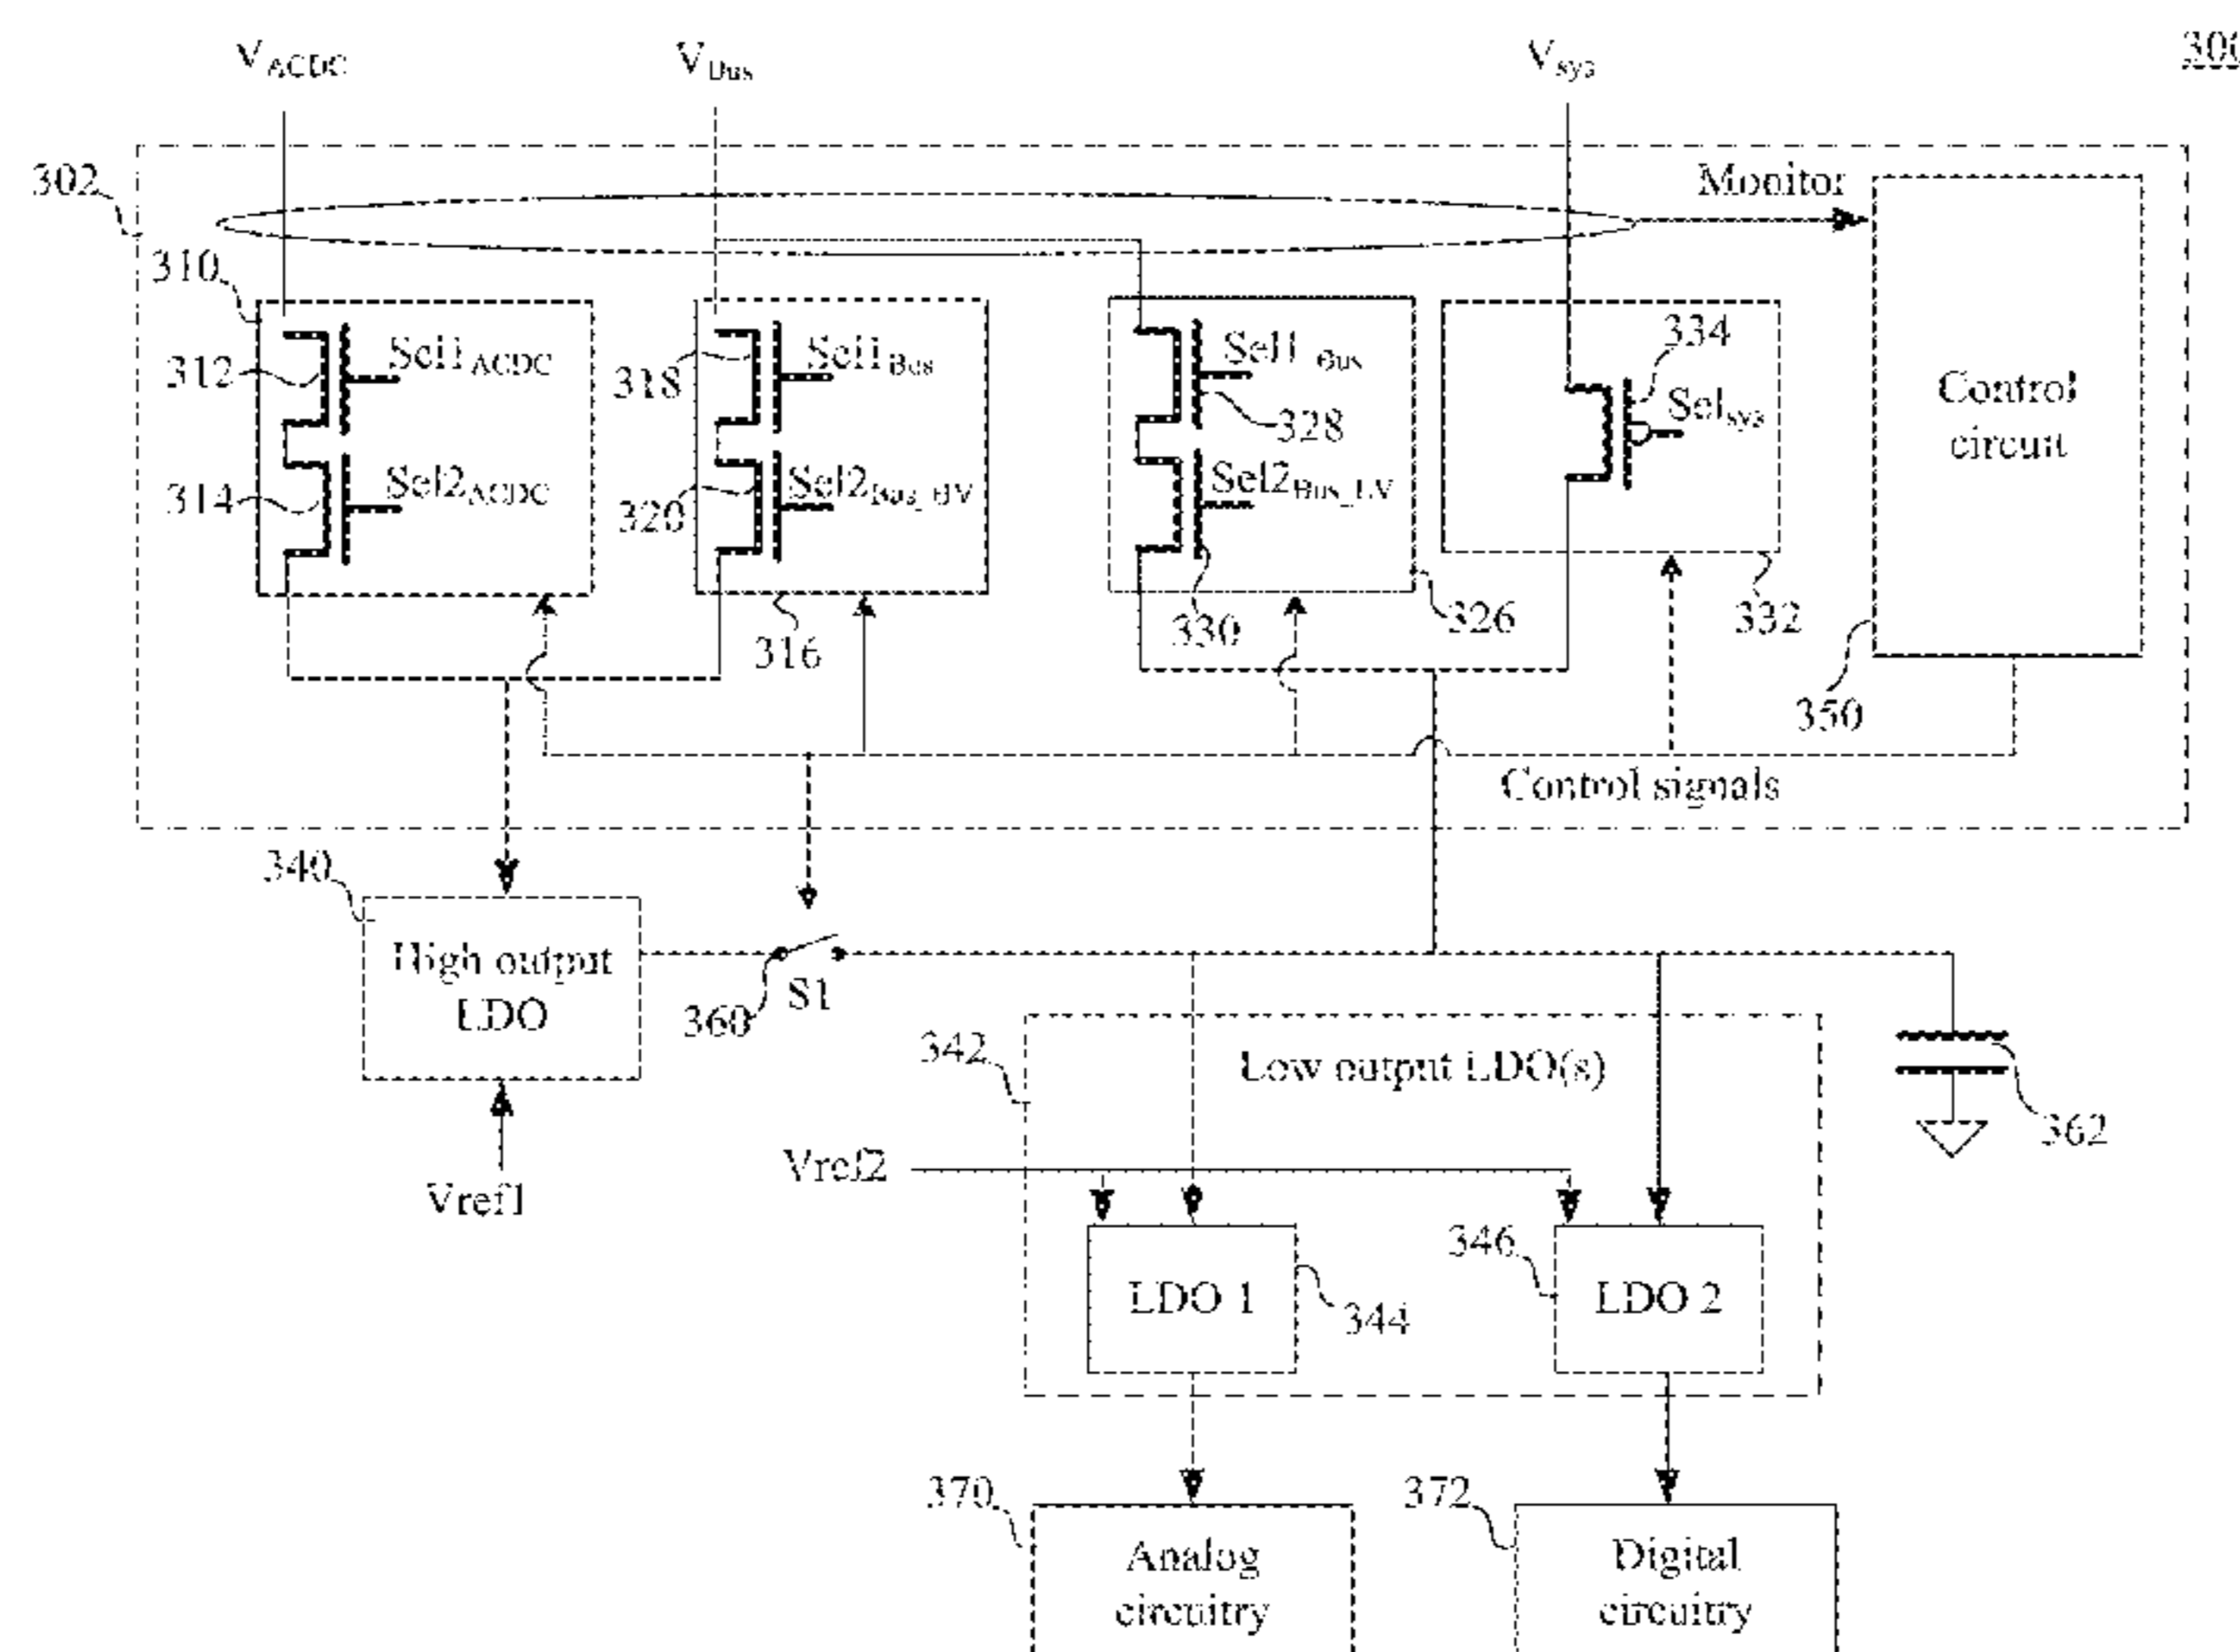 V_ACDC
V_Bus
V_sys
300
302
Monitor
310
312
Sel1_ACDC
318
Sel1_Bus
Sel1_Bus
328
334
Sel_sys
Control
circuit
314
Sel2_ACDC
320
Sel2_Bus_HV
Sel2_Bus_LV
316
330
326
332
350
Control signals
340
High output
LDO
360
S1
342
Low output LDO(s)
362
Vref1
Vref2
LDO 1
344
346
LDO 2
370
Analog
circuitry
372
Digital
circuitry